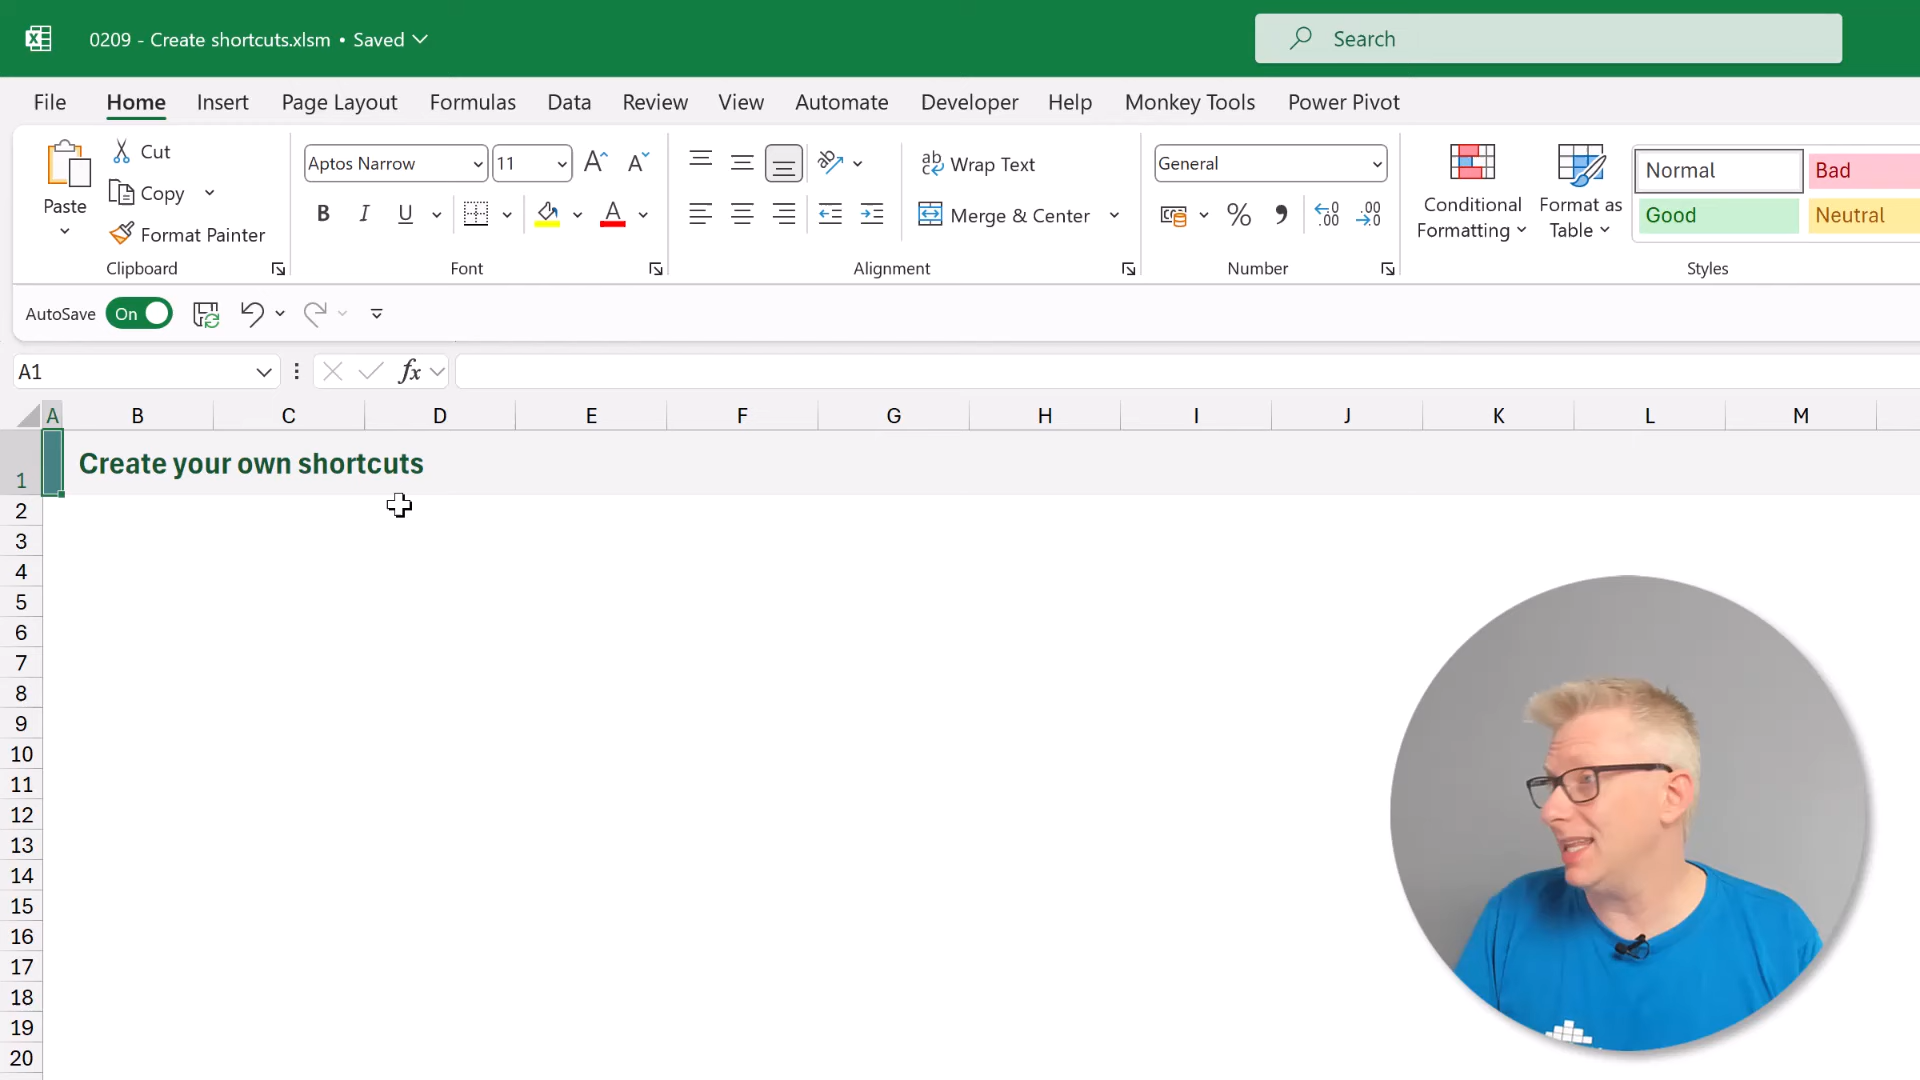 0209 - Create shortcuts.xlsm • Saved
Search
File Home Insert Page Layout Formulas Data Review View Automate Developer Help Monkey Tools Power Pivot
Paste
Cut
Copy
Format Painter
Clipboard
Aptos Narrow
11
A A
B I U A
Font
ab
c
Wrap Text
Merge & Center
Alignment
General
% 9 .00 .00
Number
Conditional
Formatting
Format as
Table
Normal Bad
Good Neutral
Styles
AutoSave On
A1
fx
A B C D E F G H I J K L M
1 Create your own shortcuts
2
3
4
5
6
7
8
9
10
11
12
13
14
15
16
17
18
19
20